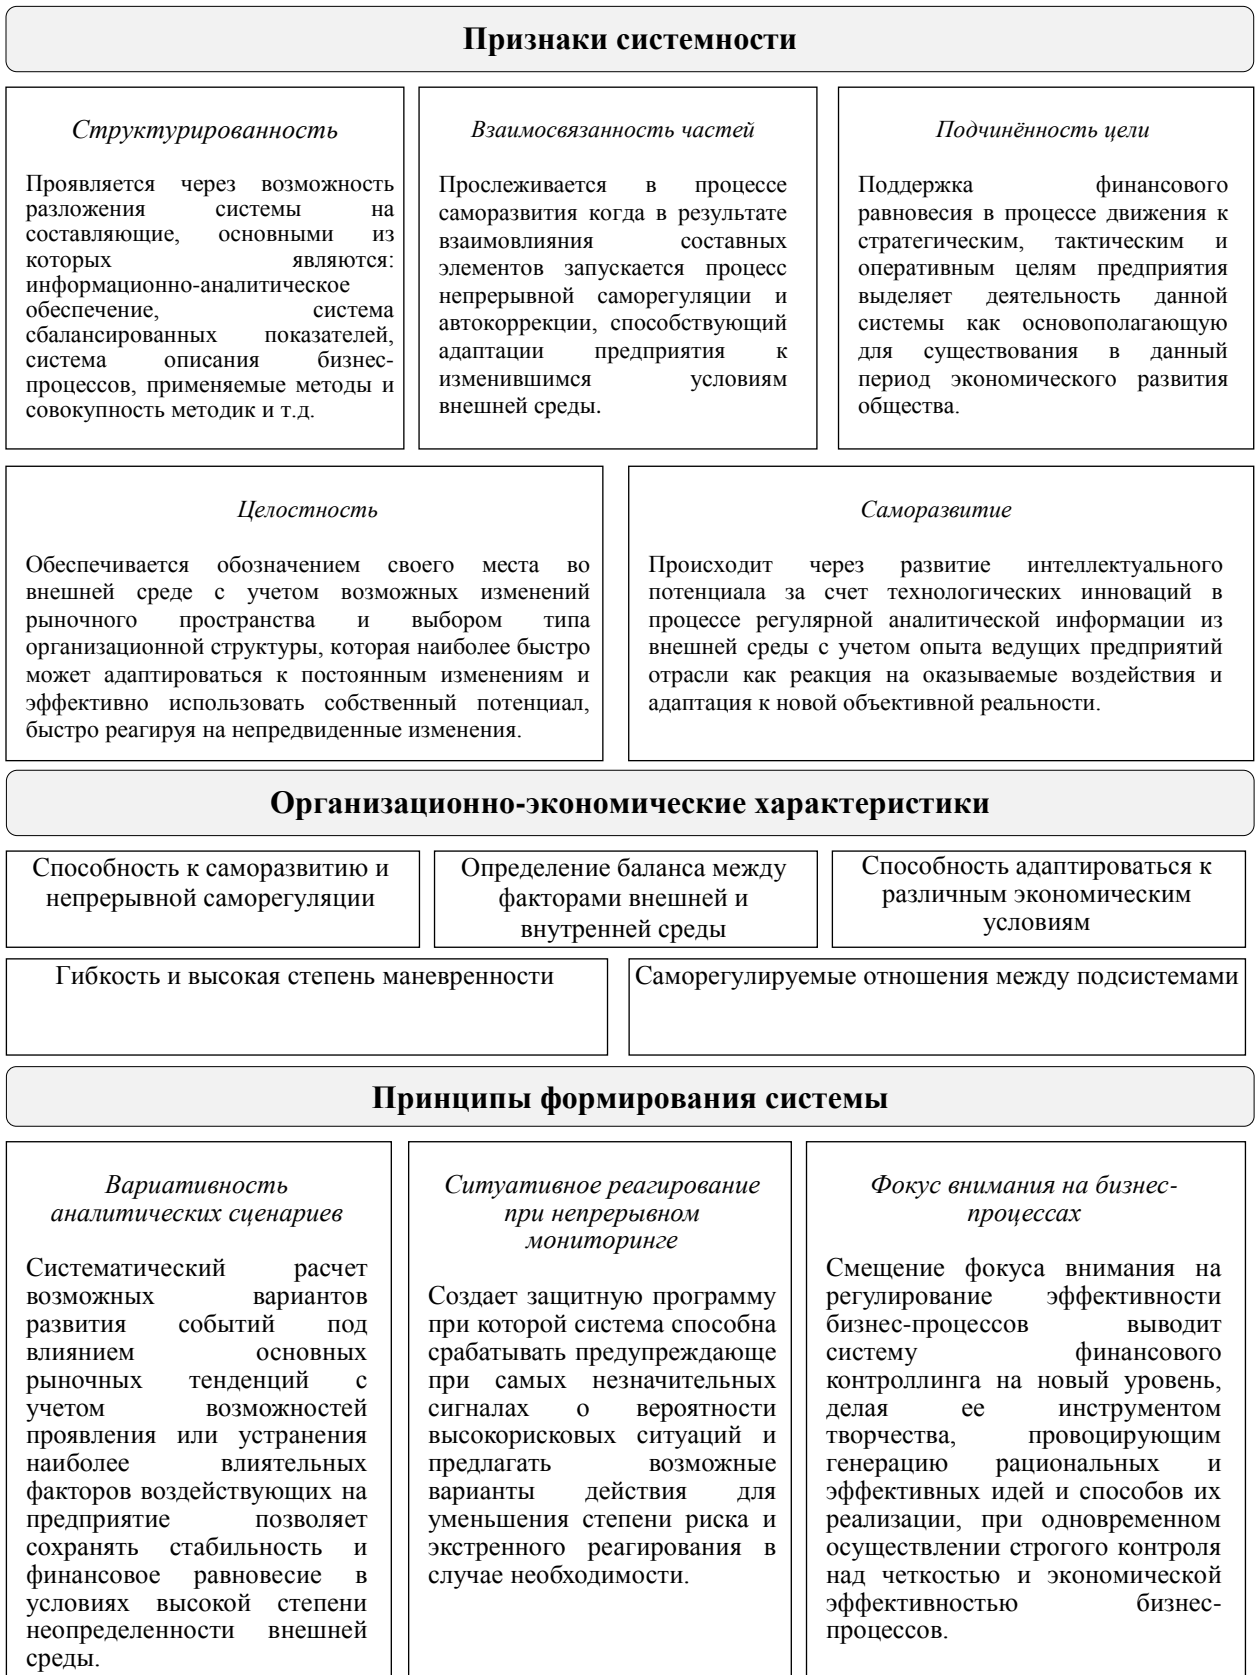 Признаки системности
Структурированность
Проявляется через возможность
разложения системы на
составляющие, основными из
которых являются:
информационно-аналитическое
обеспечение, система
сбалансированных показателей,
система описания бизнес-
процессов, применяемые методы и
совокупность методик и т.д.
Взаимосвязанность частей
Прослеживается в процессе
саморазвития когда в результате
взаимовлияния составных
элементов запускается процесс
непрерывной саморегуляции и
автокоррекции, способствующий
адаптации предприятия к
изменившимся условиям
внешней среды.
Подчинённость цели
Поддержка финансового
равновесия в процессе движения к
стратегическим, тактическим и
оперативным целям предприятия
выделяет деятельность данной
системы как основополагающую
для существования в данный
период экономического развития
общества.
Целостность
Обеспечивается обозначением своего места во
внешней среде с учетом возможных изменений
рыночного пространства и выбором типа
организационной структуры, которая наиболее быстро
может адаптироваться к постоянным изменениям и
эффективно использовать собственный потенциал,
быстро реагируя на непредвиденные изменения.
Саморазвитие
Происходит через развитие интеллектуального
потенциала за счет технологических инноваций в
процессе регулярной аналитической информации из
внешней среды с учетом опыта ведущих предприятий
отрасли как реакция на оказываемые воздействия и
адаптация к новой объективной реальности.
Организационно-экономические характеристики
Способность к саморазвитию и
непрерывной саморегуляции
Определение баланса между
факторами внешней и
внутренней среды
Способность адаптироваться к
различным экономическим
условиям
Гибкость и высокая степень маневренности
Саморегулируемые отношения между подсистемами
Принципы формирования системы
Вариативность
аналитических сценариев
Систематический расчет
возможных вариантов
развития событий под
влиянием основных
рыночных тенденций с
учетом возможностей
проявления или устранения
наиболее влиятельных
факторов воздействующих на
предприятие позволяет
сохранять стабильность и
финансовое равновесие в
условиях высокой степени
неопределенности внешней
среды.
Ситуативное реагирование
при непрерывном
мониторинге
Создает защитную программу
при которой система способна
срабатывать предупреждающе
при самых незначительных
сигналах о вероятности
высокорисковых ситуаций и
предлагать возможные
варианты действия для
уменьшения степени риска и
экстренного реагирования в
случае необходимости.
Фокус внимания на бизнес-
процессах
Смещение фокуса внимания на
регулирование эффективности
бизнес-процессов выводит
систему финансового
контроллинга на новый уровень,
делая ее инструментом
творчества, провоцирующим
генерацию рациональных и
эффективных идей и способов их
реализации, при одновременном
осуществлении строгого контроля
над четкостью и экономической
эффективностью бизнес-
процессов.